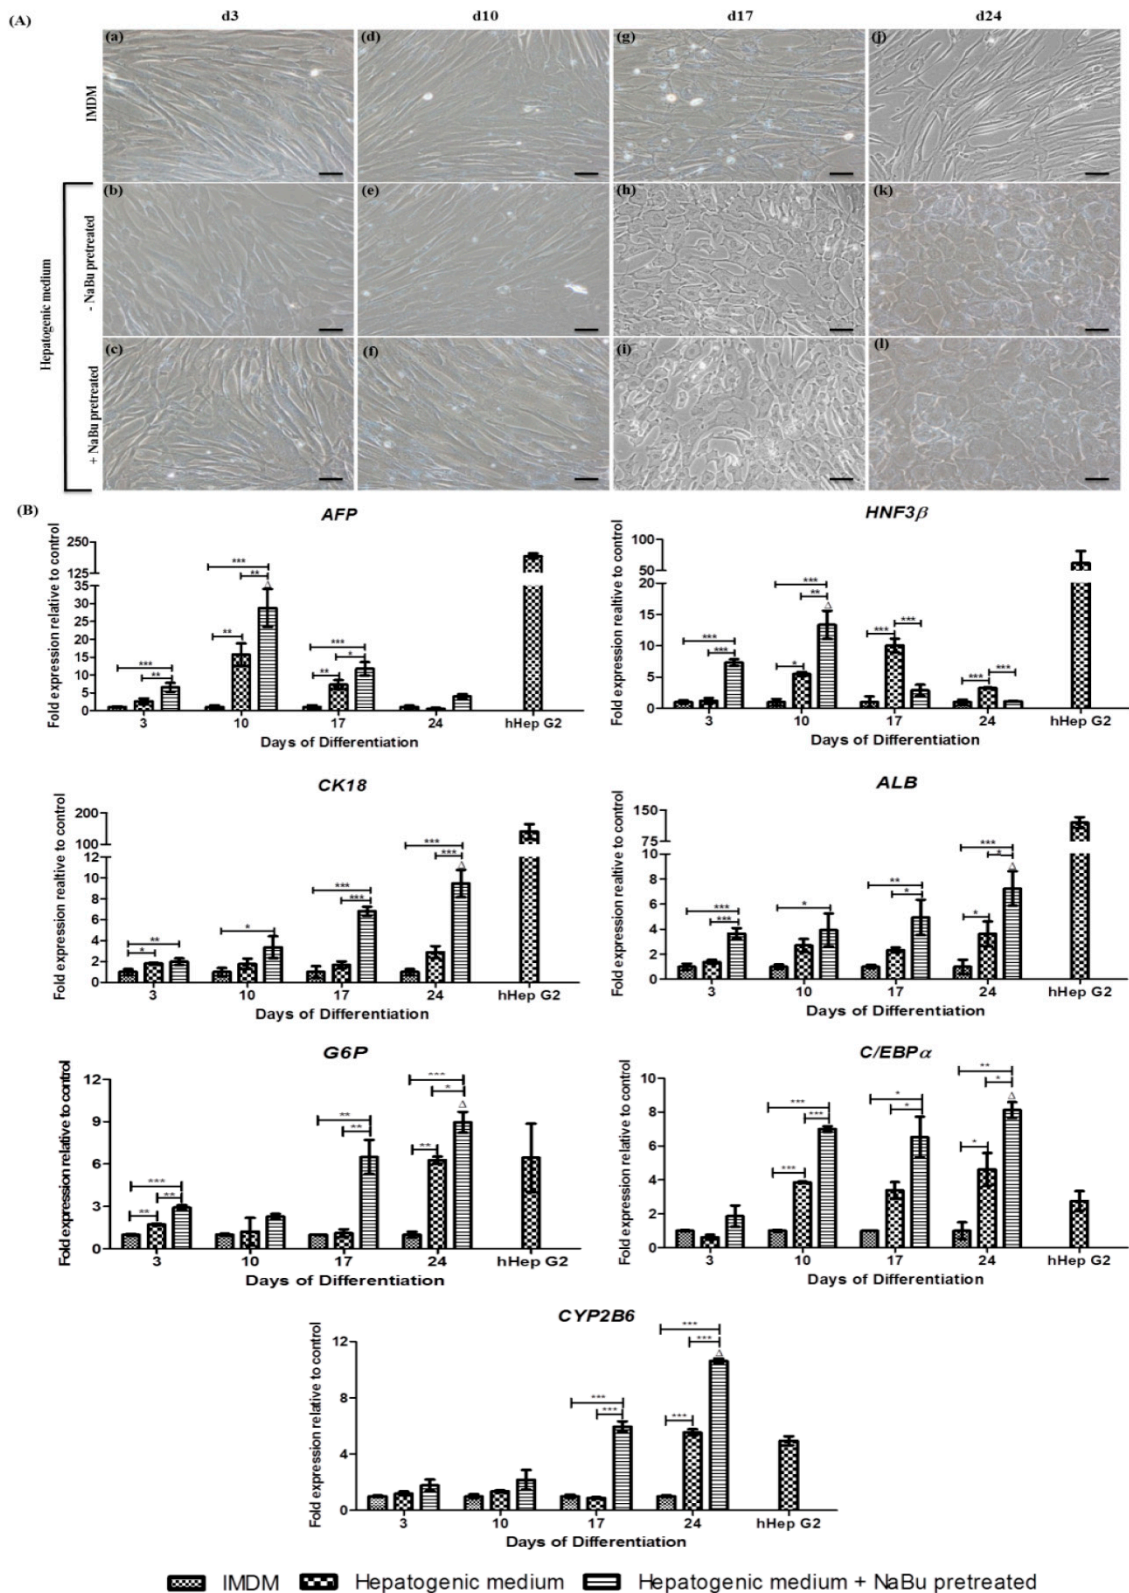 (A)
d3 d10 d17 d24
IMDM
(a) (d) (g) (j)
Hepatogenic medium
- NaBu pretreated
(b) (e) (h) (k)
+ NaBu pretreated
(c) (f) (i) (l)
(B)
AFP
Fold expression relative to control
250
125
35
30
25
20
15
10
5
0
*** ** *** ** ** *** * **
Δ
3 10 17 24 hHep G2
Days of Differentiation
HNF3β
Fold expression realtive to control
100
50
20
15
10
5
0
*** *** *** ** * *** *** *** ***
Δ
3 10 17 24 hHep G2
Days of Differentiation
CK18
Fold expression realtive to control
200
100
12
10
8
6
4
2
0
** * * *** *** *** ***
Δ
3 10 17 24 hHep G2
Days of Differentiation
ALB
Fold expression realtive to control
150
75
8
6
4
2
0
*** *** * ** * *** * *
Δ
3 10 17 24 hHep G2
Days of Differentiation
G6P
Fold expression relative to control
12
9
6
3
0
*** ** ** ** ** *** * **
Δ
3 10 17 24 hHep G2
Days of Differentiation
C/EBPα
Fold expression relative to control
10
8
6
4
2
0
*** *** *** * * ** * *
Δ
3 10 17 24 hHep G2
Days of Differentiation
CYP2B6
Fold expression relative to control
12
8
4
0
*** *** *** *** ***
Δ
3 10 17 24 hHep G2
Days of Differentiation
IMDM Hepatogenic medium Hepatogenic medium + NaBu pretreated